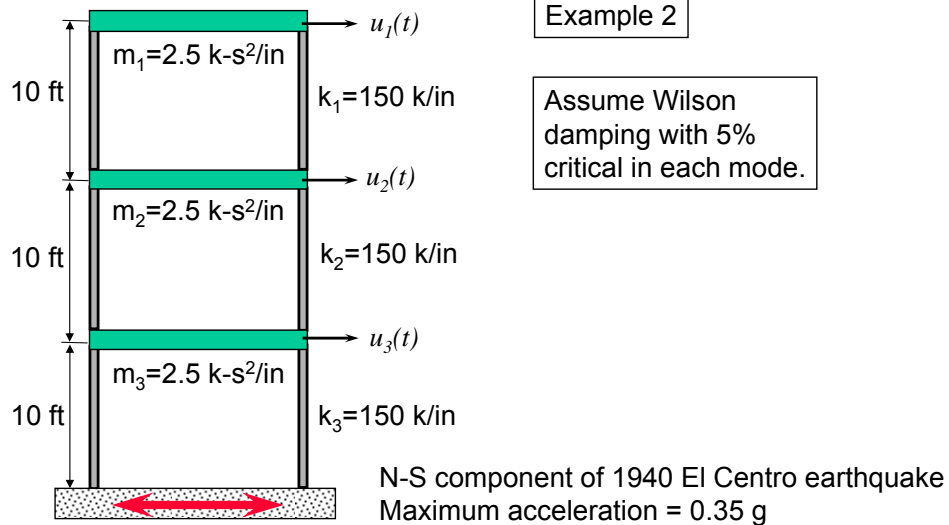 Example 2
u₁(t)
m₁=2.5 k-s²/in
10 ft
k₁=150 k/in
Assume Wilson
damping with 5%
critical in each mode.
u₂(t)
m₂=2.5 k-s²/in
10 ft
k₂=150 k/in
u₃(t)
m₃=2.5 k-s²/in
10 ft
k₃=150 k/in
N-S component of 1940 El Centro earthquake
Maximum acceleration = 0.35 g